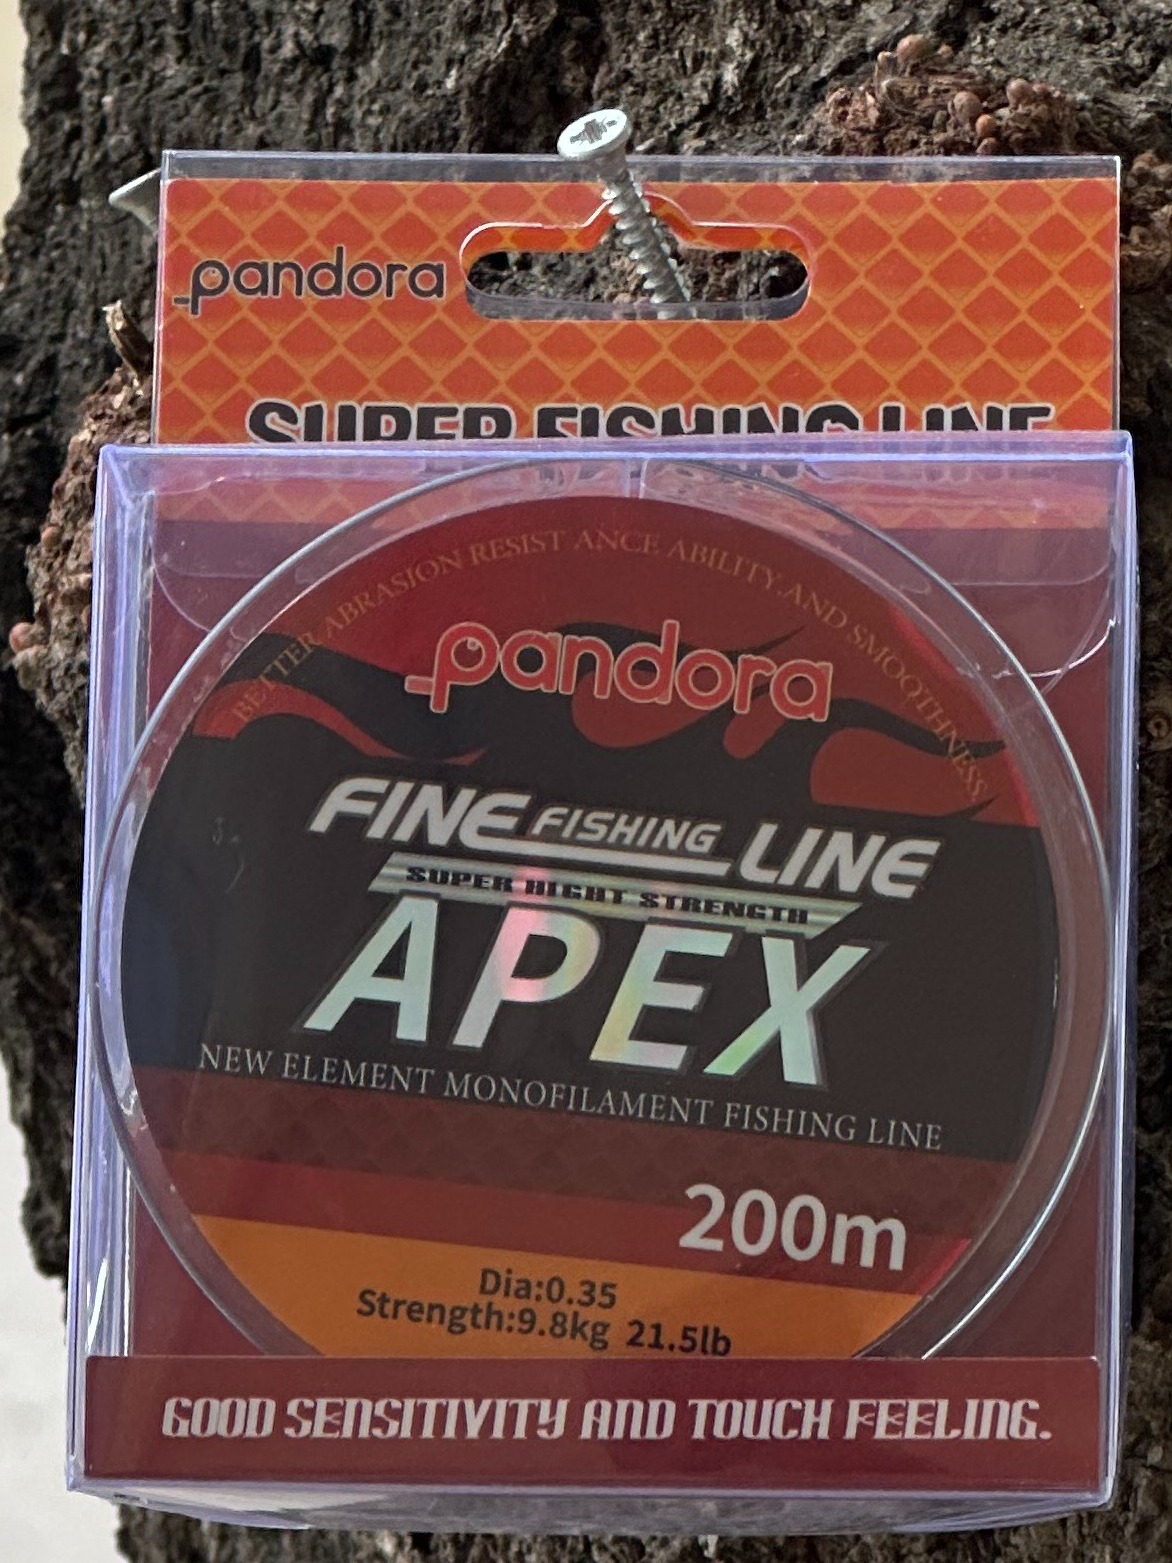 pandora
SUPER FISHING LINE
BETTER ABRASION RESIST ANCE ABILITY AND SMOOTHNESS
pandora
FINE FISHING LINE
SUPER HIGHT STRENGTH
APEX
NEW ELEMENT MONOFILAMENT FISHING LINE
200m
Dia:0.35
Strength:9.8kg 21.5lb
GOOD SENSITIVITY AND TOUCH FEELING.